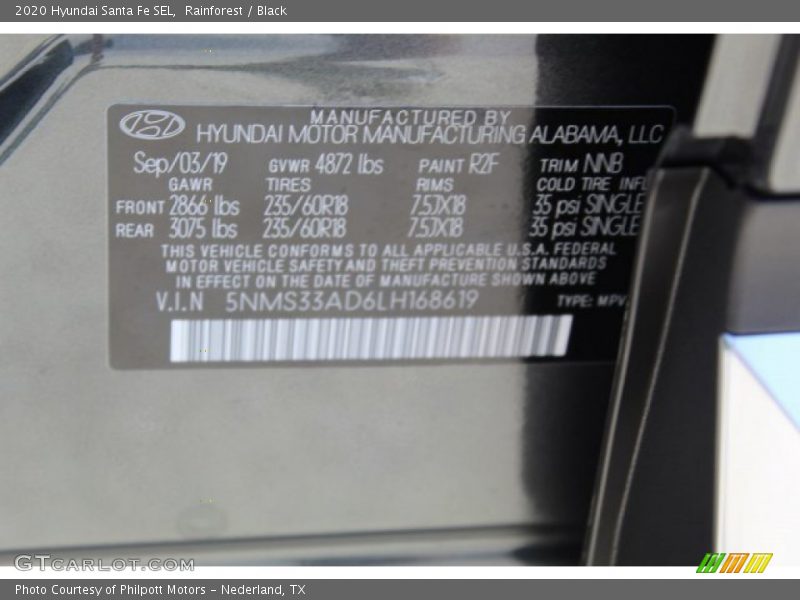 2020 Hyundai Santa Fe SEL, Rainforest / Black
MANUFACTURED BY
HYUNDAI MOTOR MANUFACTURING ALABAMA, LLC
Sep/03/19 GVWR 4872 lbs PAINT R2F TRIM NNB
GAWR TIRES RIMS COLD TIRE INFL
FRONT 2866 lbs 235/60R18 7.5JX18 35 psi SINGLE
REAR 3075 lbs 235/60R18 7.5JX18 35 psi SINGLE
THIS VEHICLE CONFORMS TO ALL APPLICABLE U.S.A. FEDERAL
MOTOR VEHICLE SAFETY AND THEFT PREVENTION STANDARDS
IN EFFECT ON THE DATE OF MANUFACTURE SHOWN ABOVE
V.I.N 5NMS33AD6LH168619 TYPE: MPV
GTCARLOT.COM
Photo Courtesy of Philpott Motors - Nederland, TX